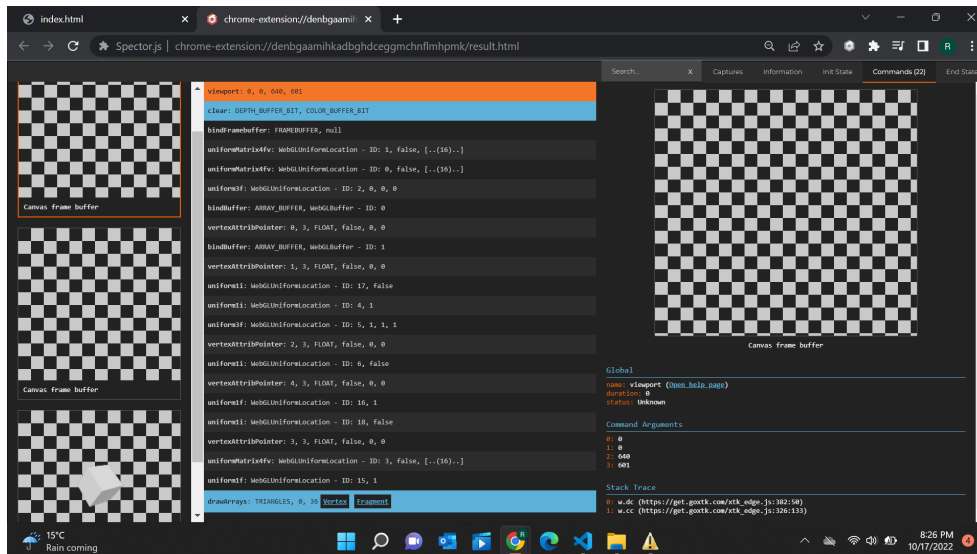 index.html
chrome-extension://denbgaamih
Spector.js | chrome-extension://denbgaamihkadbghdceggmchnflmhpmk/result.html
R
Search..
X
Captures
Information
Init State
Commands (22)
End State
Canvas frame buffer
Canvas frame buffer
viewport: 0, 0, 640, 601
clear: DEPTH_BUFFER_BIT, COLOR_BUFFER_BIT
bindFramebuffer: FRAMEBUFFER, null
uniformMatrix4fv: WebGLUniformLocation - ID: 1, false, [..(16)..]
uniformMatrix4fv: WebGLUniformLocation - ID: 0, false, [..(16)..]
uniform3f: WebGLUniformLocation - ID: 2, 0, 0, 0
bindBuffer: ARRAY_BUFFER, WebGLBuffer - ID: 0
vertexAttribPointer: 0, 3, FLOAT, false, 0, 0
bindBuffer: ARRAY_BUFFER, WebGLBuffer - ID: 1
vertexAttribPointer: 1, 3, FLOAT, false, 0, 0
uniform1i: WebGLUniformLocation - ID: 17, false
uniform1i: WebGLUniformLocation - ID: 4, 1
uniform3f: WebGLUniformLocation - ID: 5, 1, 1, 1
vertexAttribPointer: 2, 3, FLOAT, false, 0, 0
uniform1i: WebGLUniformLocation - ID: 6, false
vertexAttribPointer: 4, 3, FLOAT, false, 0, 0
uniform1f: WebGLUniformLocation - ID: 16, 1
uniform1i: WebGLUniformLocation - ID: 18, false
vertexAttribPointer: 3, 3, FLOAT, false, 0, 0
uniformMatrix4fv: WebGLUniformLocation - ID: 3, false, [..(16)..]
uniform1f: WebGLUniformLocation - ID: 15, 1
drawArrays: TRIANGLES, 0, 36 Vertex Fragment
Canvas frame buffer
Global
name: viewport (Open help page)
duration: 0
status: Unknown
Command Arguments
0: 0
1: 0
2: 640
3: 601
Stack Trace
0: w.dc (https://get.goxtk.com/xtk_edge.js:382:50)
1: w.cc (https://get.goxtk.com/xtk_edge.js:326:133)
15°C
Rain coming
8:26 PM
10/17/2022
4